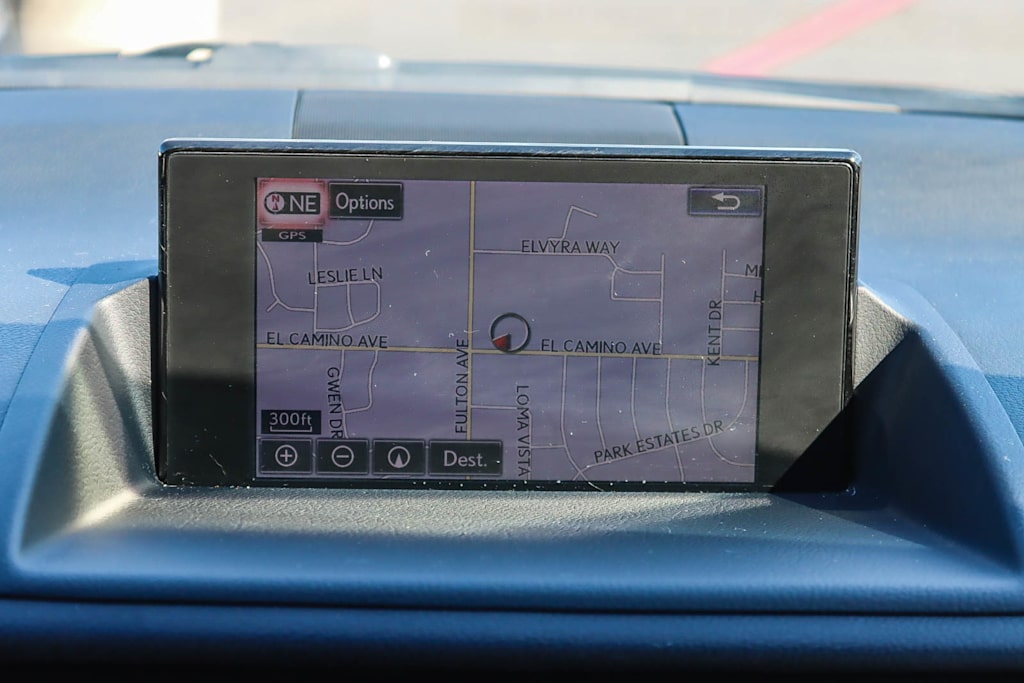 N NE
Options
GPS
ELVYRA WAY
LESLIE LN
EL CAMINO AVE
EL CAMINO AVE
KENT DR
FULTON AVE
GWEN DR
LOMA VISTA
300ft
PARK ESTATES DR
Dest.